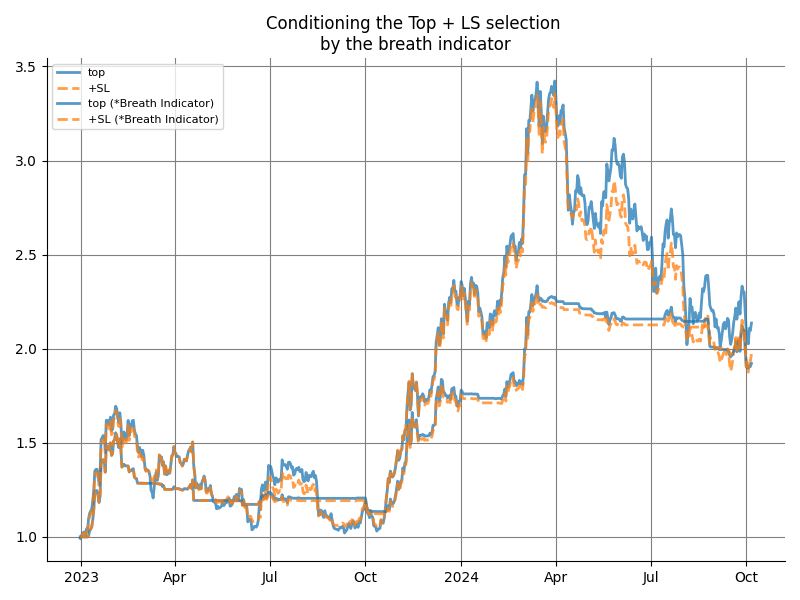 Conditioning the Top + LS selection
by the breath indicator
top
+SL
top (*Breath Indicator)
+SL (*Breath Indicator)
3.5
3.0
2.5
2.0
1.5
1.0
2023 Apr Jul Oct 2024 Apr Jul Oct